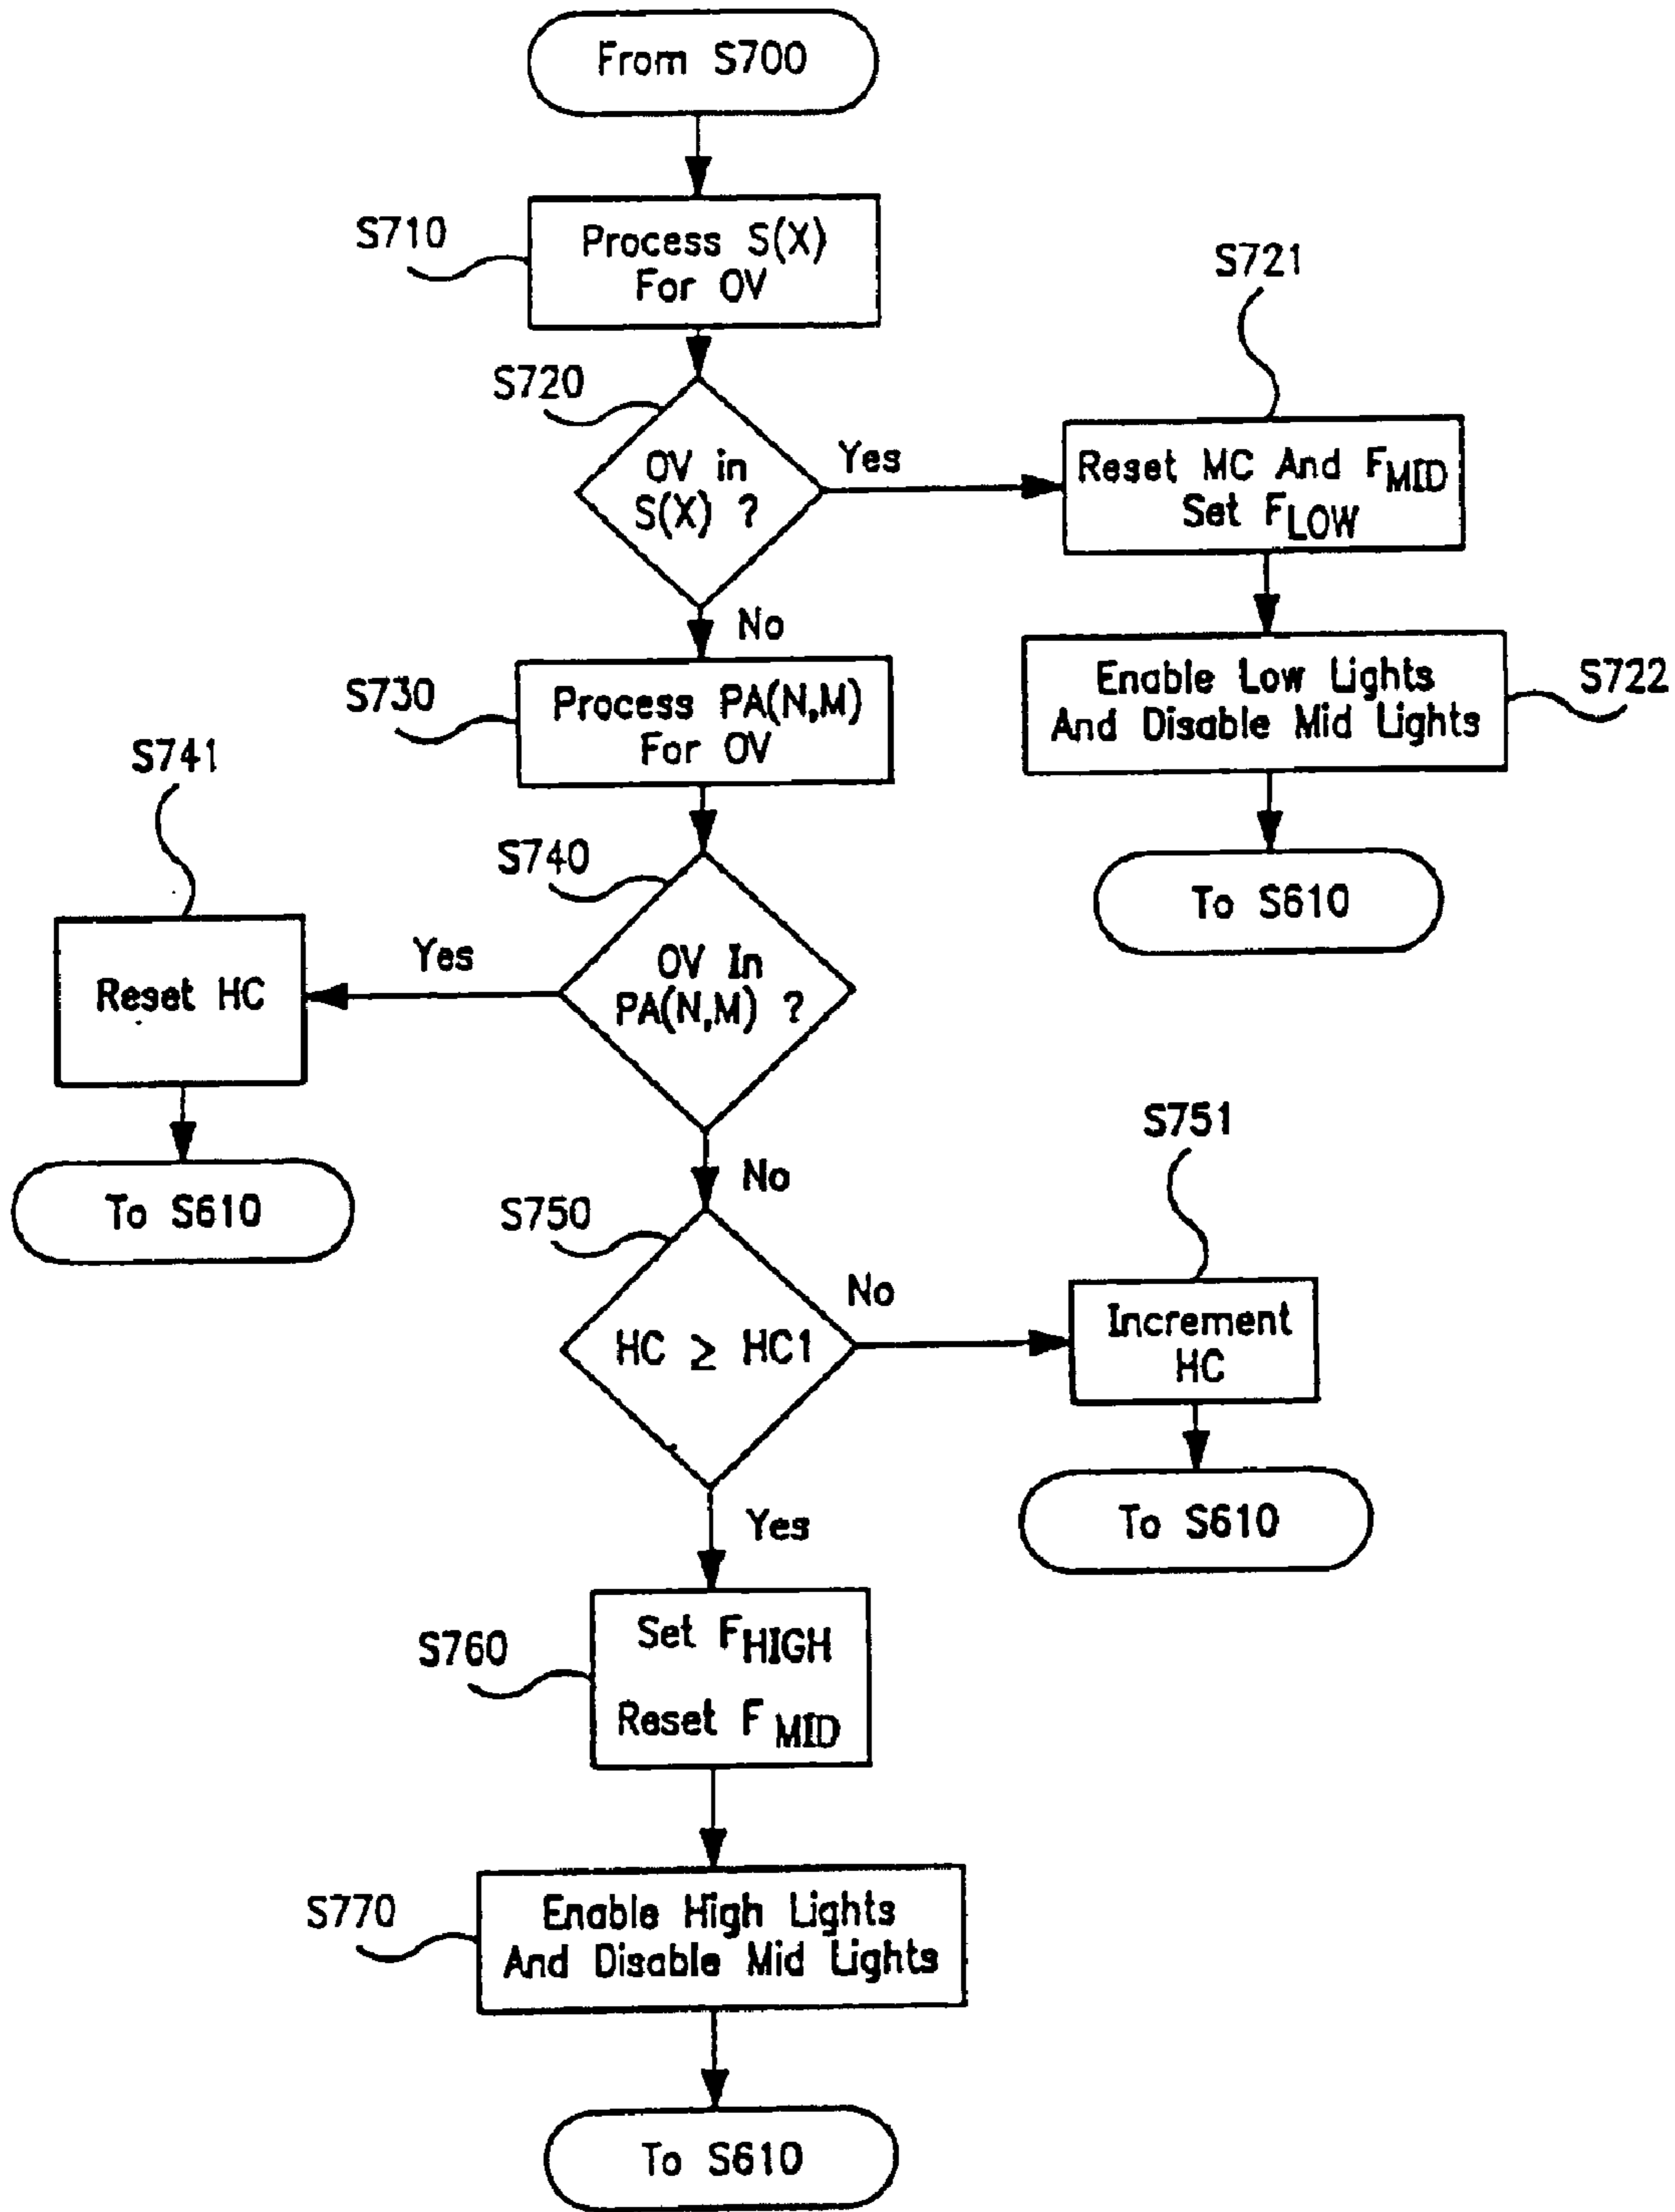 From S700
S710
Process S(X)
For OV
S720
OV in
S(X) ?
Yes
S721
Reset MC And FMID
Set FLOW
No
S722
Enable Low Lights
And Disable Mid Lights
To S610
S730
Process PA(N,M)
For OV
S740
OV In
PA(N,M) ?
Yes
S741
Reset HC
To S610
No
S750
HC ≥ HC1
No
S751
Increment
HC
To S610
Yes
S760
Set FHIGH
Reset F MID
S770
Enable High Lights
And Disable Mid Lights
To S610